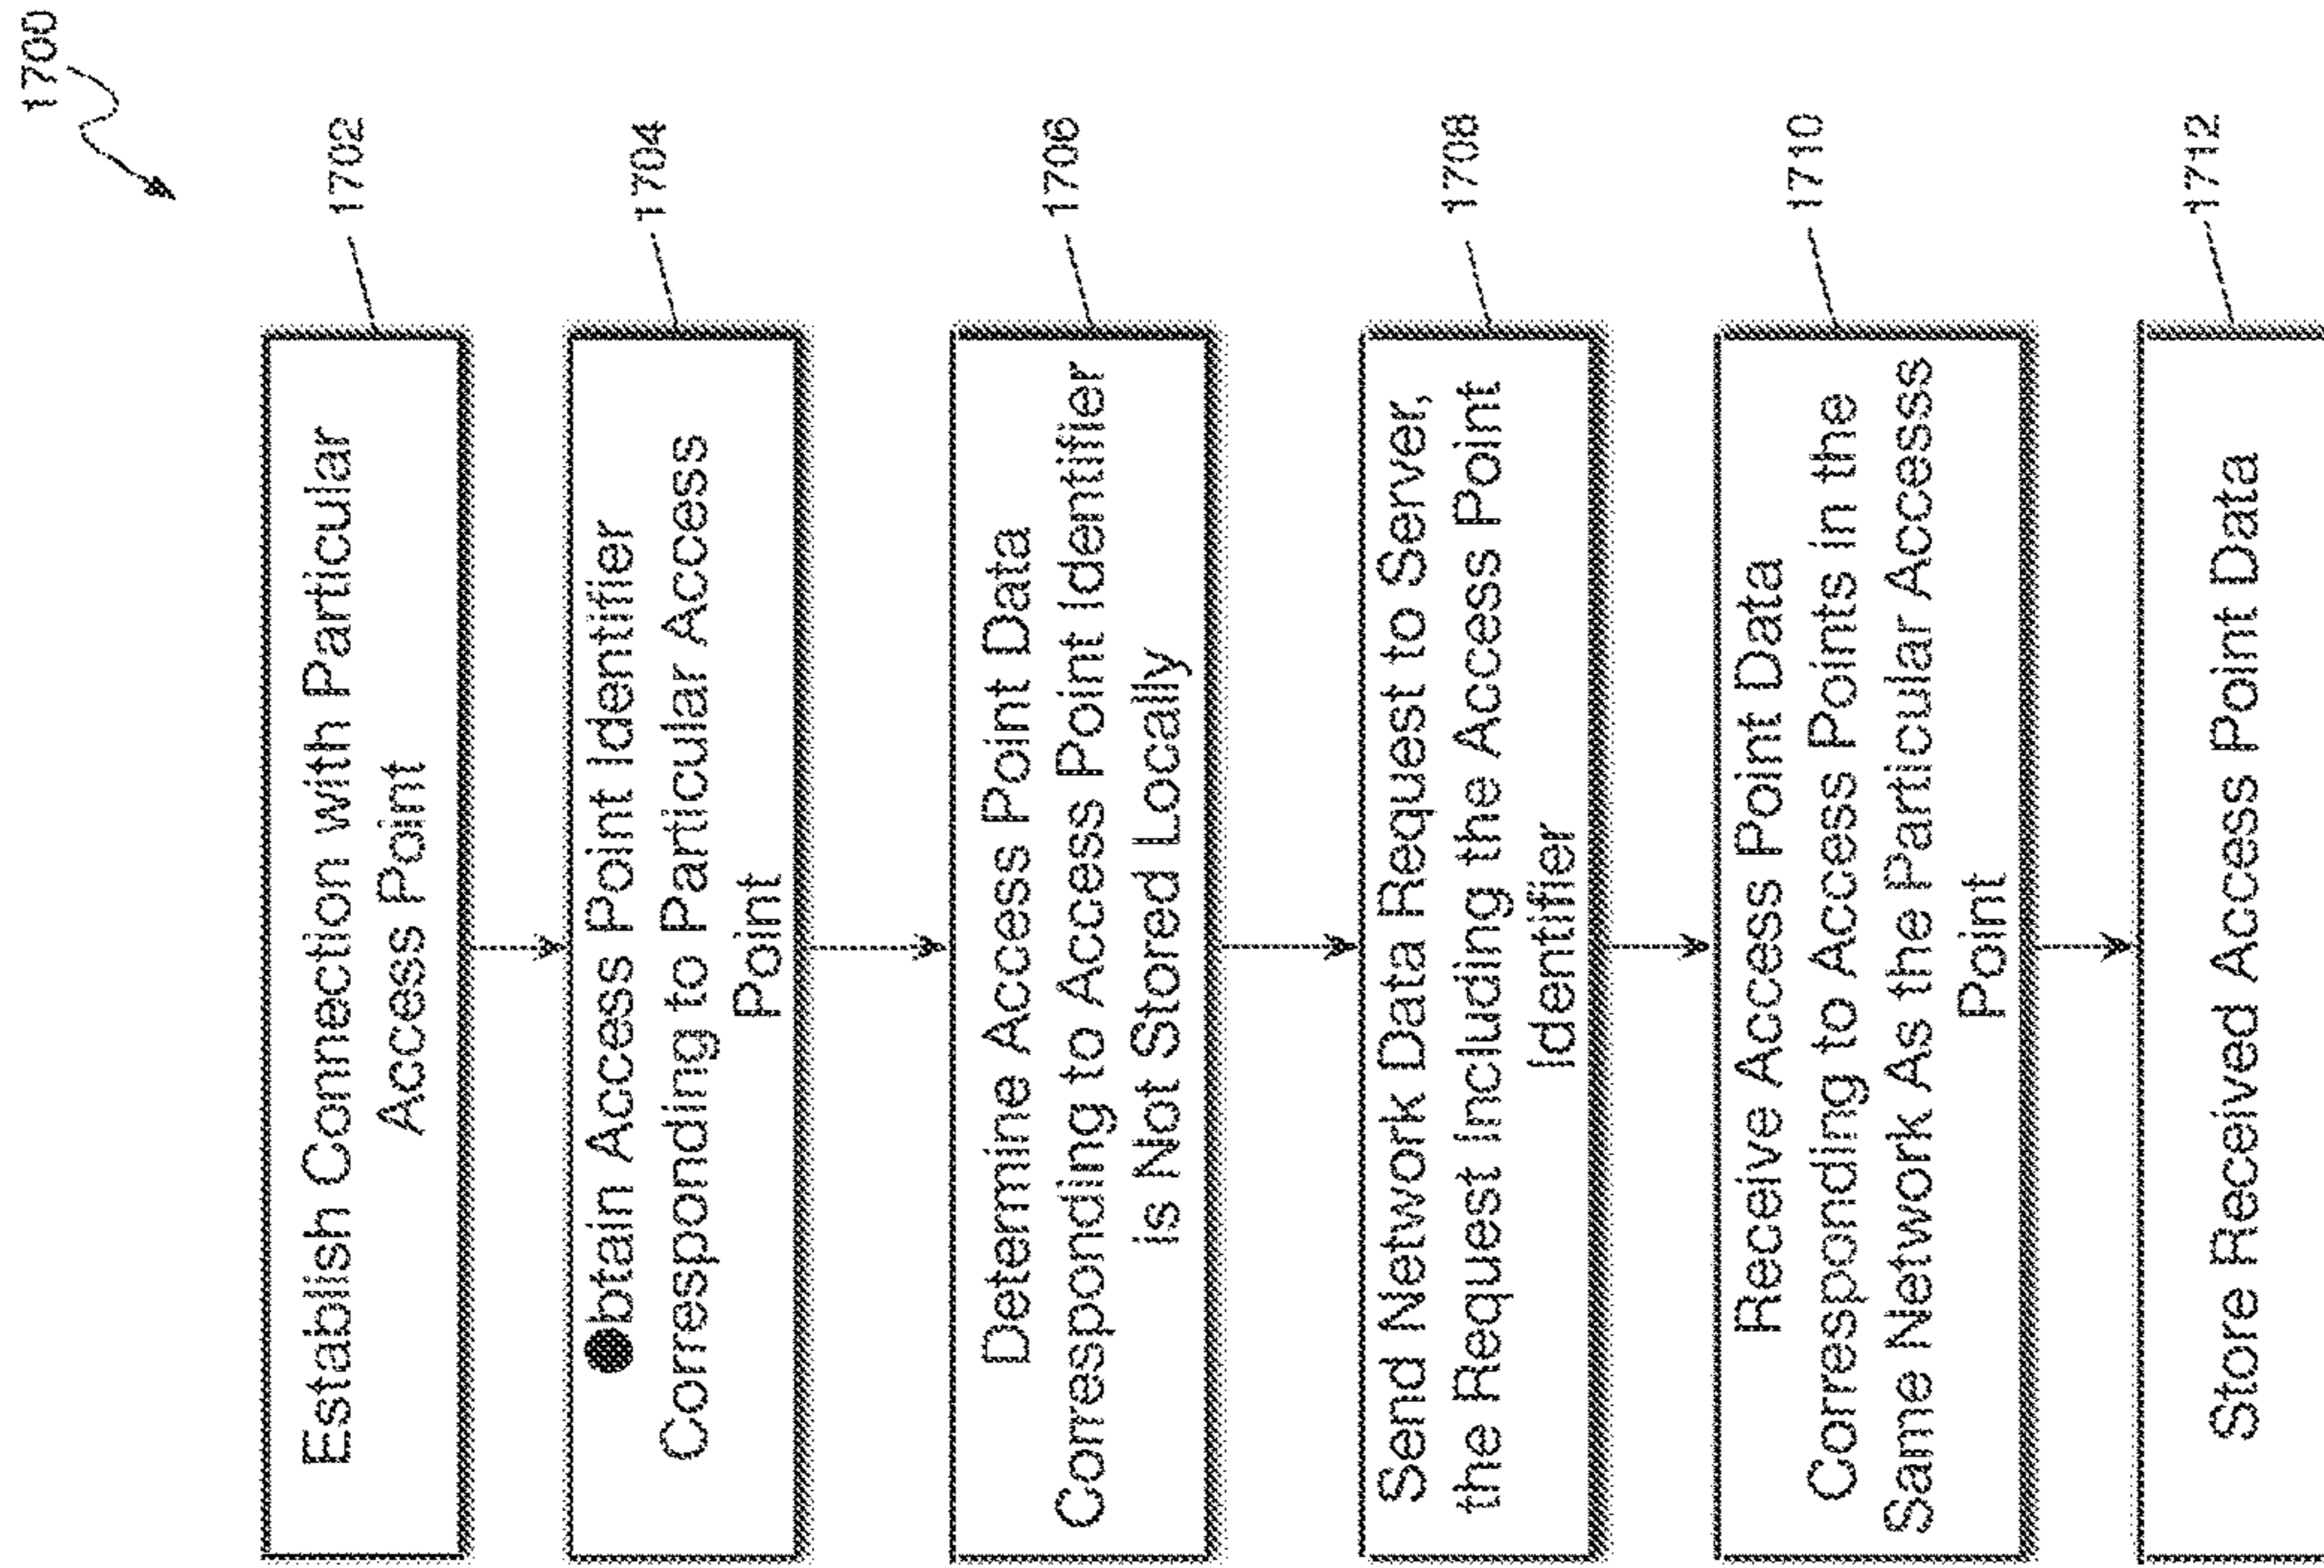 1700
Establish Connection with Particular
Access Point
1702
Obtain Access Point Identifier
Corresponding to Particular Access
Point
1704
Determine Access Point Data
Corresponding to Access Point Identifier
is Not Stored Locally
1706
Send Network Data Request to Server,
the Request Including the Access Point
Identifier
1708
Receive Access Point Data
Corresponding to Access Points in the
Same Network As the Particular Access
Point
1710
Store Received Access Point Data
1712